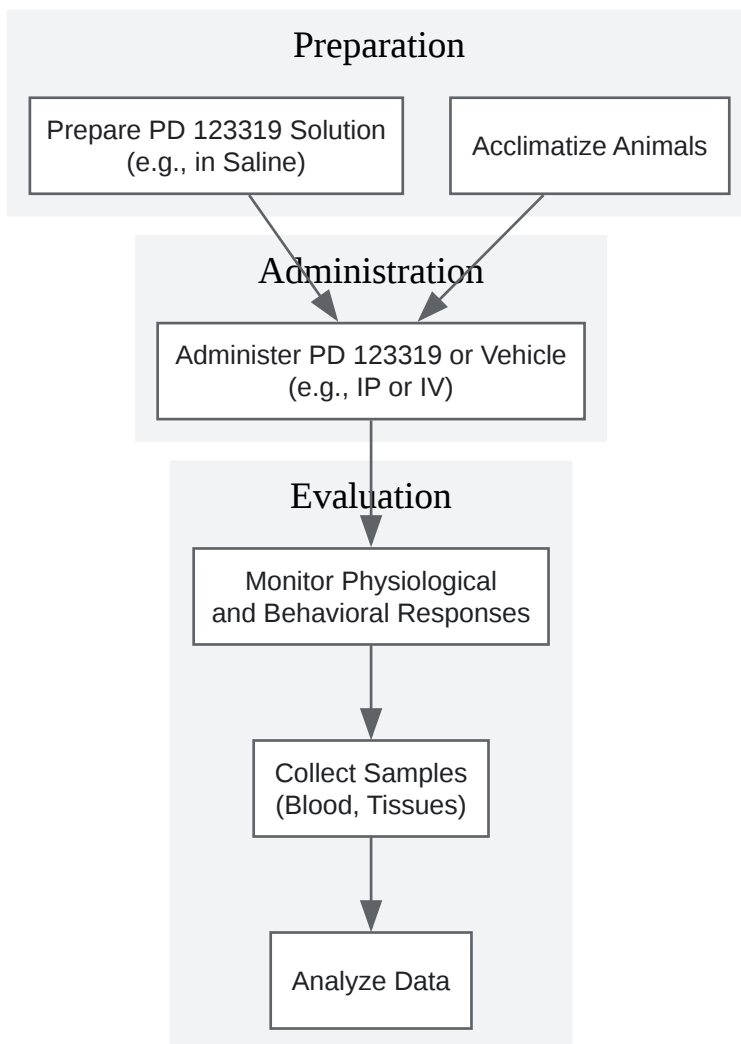 Preparation
Prepare PD 123319 Solution
(e.g., in Saline)
Acclimatize Animals
Administration
Administer PD 123319 or Vehicle
(e.g., IP or IV)
Evaluation
Monitor Physiological
and Behavioral Responses
Collect Samples
(Blood, Tissues)
Analyze Data